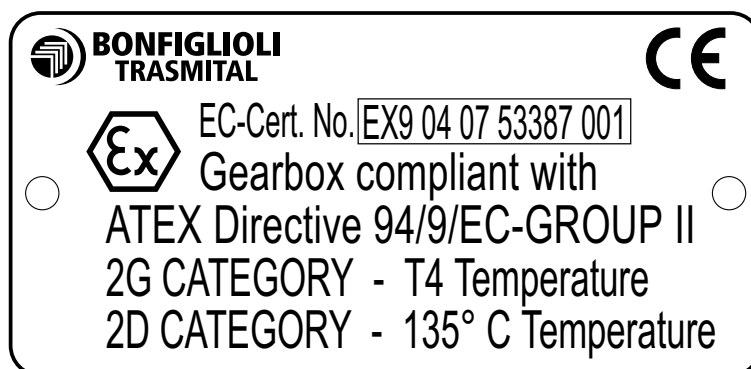 BONFIGLIOLI
TRASMITAL
CE
EC-Cert. No. EX9 04 07 53387 001
Ex
Gearbox compliant with
ATEX Directive 94/9/EC-GROUP II
2G CATEGORY - T4 Temperature
2D CATEGORY - 135° C Temperature